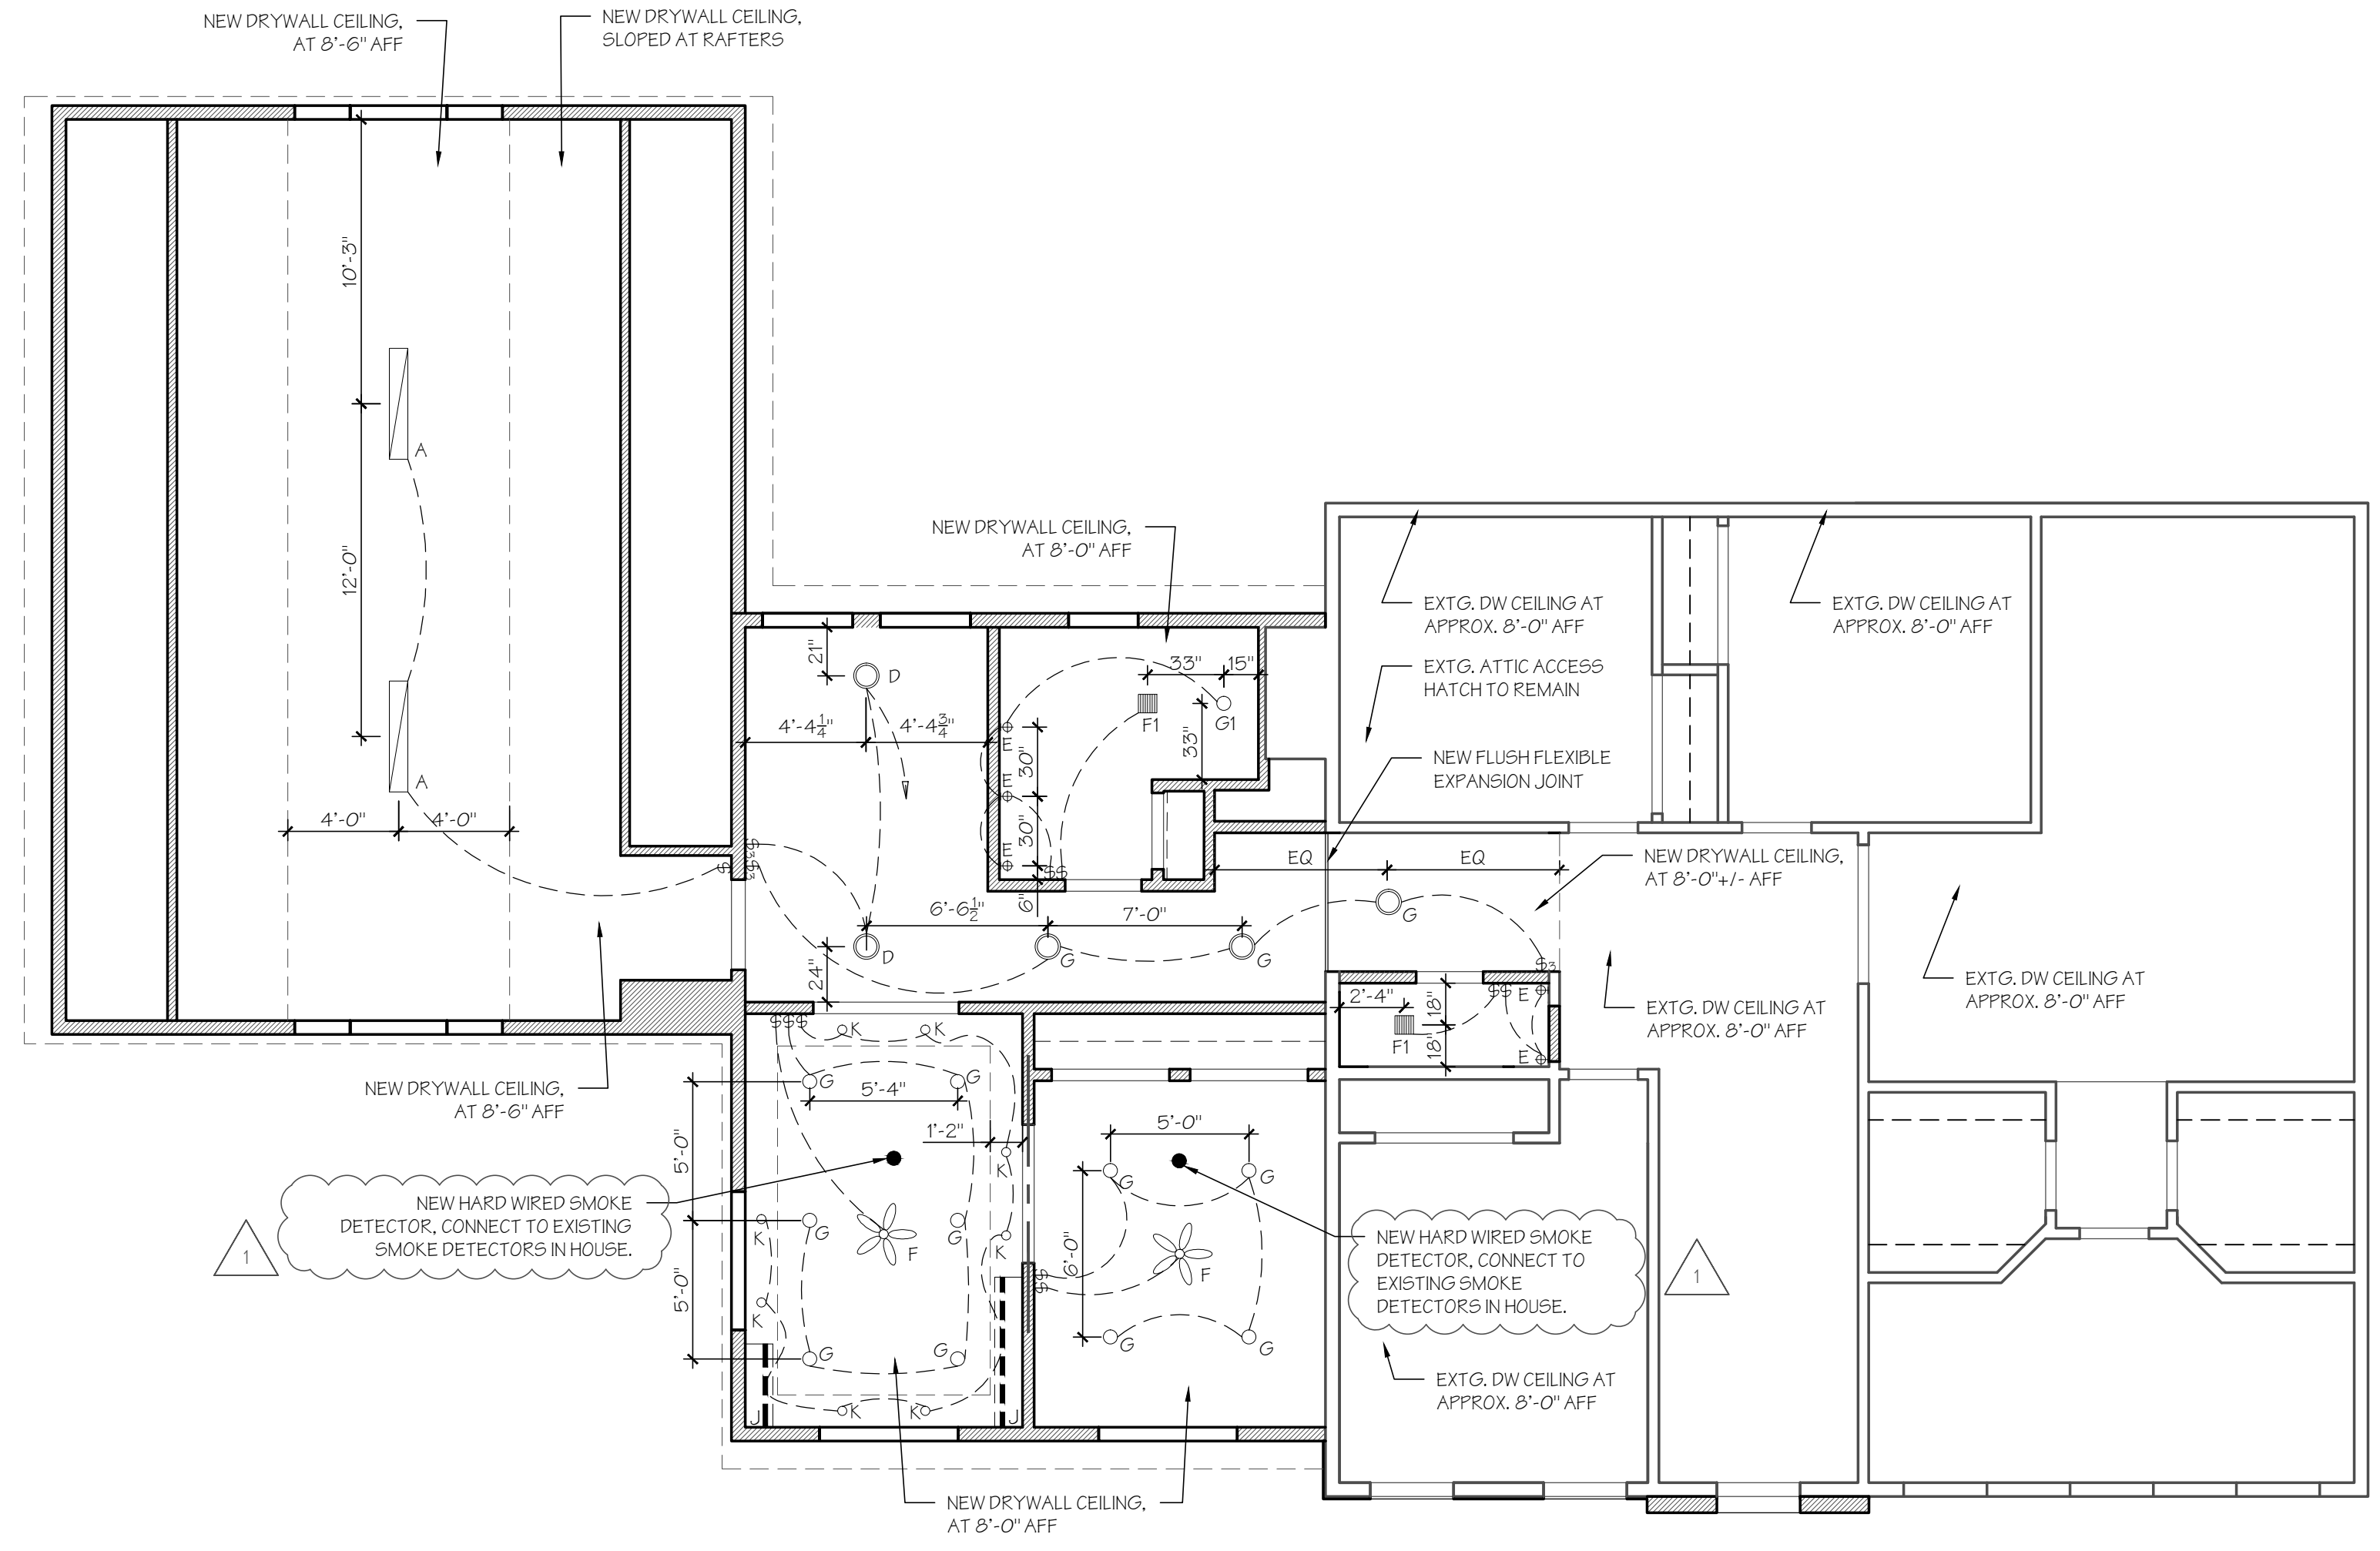 NEW DRYWALL CEILING,
AT 8'-6" AFF
NEW DRYWALL CEILING,
SLOPED AT RAFTERS
10'-3"
A
12'-0"
A
4'-0"
4'-0"
NEW DRYWALL CEILING,
AT 8'-0" AFF
21"
D
4'-4 1/4"
4'-4 3/4"
33"
15"
F1
G1
33"
E
30"
E
30"
E
$$
6"
$3
$3
$
6'-6 1/2"
7'-0"
D
G
G
24"
EXTG. DW CEILING AT
APPROX. 8'-0" AFF
EXTG. ATTIC ACCESS
HATCH TO REMAIN
NEW FLUSH FLEXIBLE
EXPANSION JOINT
EXTG. DW CEILING AT
APPROX. 8'-0" AFF
EQ
EQ
G
NEW DRYWALL CEILING,
AT 8'-0"+/- AFF
$3
2'-4"
18"
$$
E
F1
18"
E
EXTG. DW CEILING AT
APPROX. 8'-0" AFF
EXTG. DW CEILING AT
APPROX. 8'-0" AFF
NEW DRYWALL CEILING,
AT 8'-6" AFF
$$$
K
K
G
G
5'-4"
1'-2"
5'-0"
K
NEW HARD WIRED SMOKE
DETECTOR, CONNECT TO EXISTING
SMOKE DETECTORS IN HOUSE.
1
K
G
G
K
F
5'-0"
K
G
G
J
K
K
J
5'-0"
G
G
6'-0"
F
$$
G
G
NEW HARD WIRED SMOKE
DETECTOR, CONNECT TO
EXISTING SMOKE
DETECTORS IN HOUSE.
1
EXTG. DW CEILING AT
APPROX. 8'-0" AFF
NEW DRYWALL CEILING,
AT 8'-0" AFF